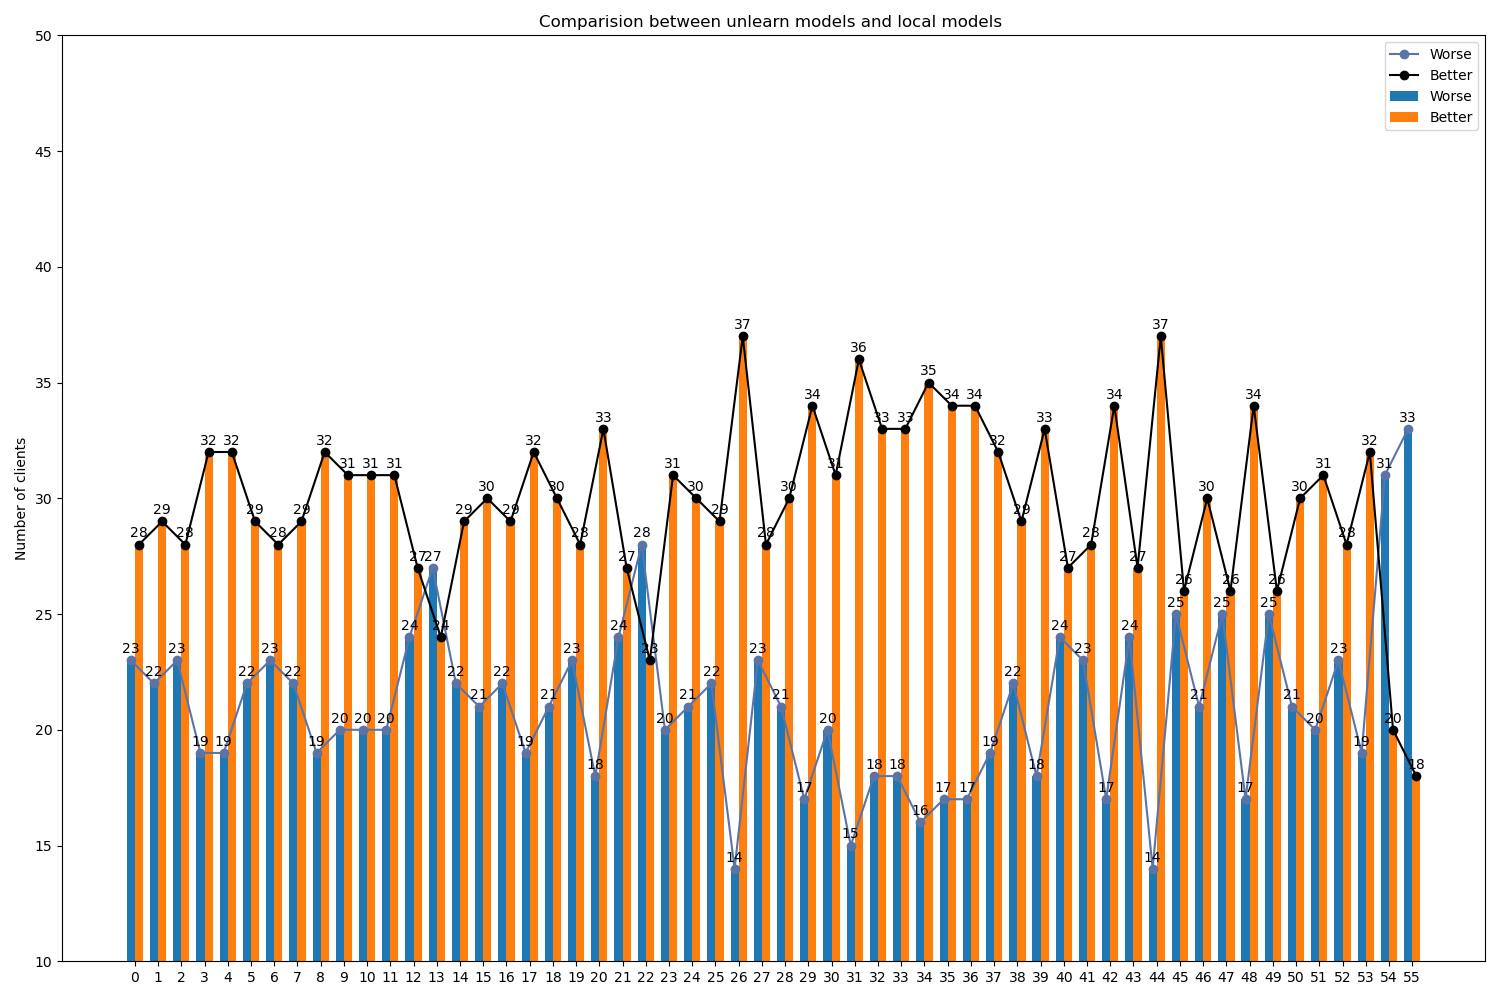 Comparision between unlearn models and local models
50
45
40
35
30
25
20
15
10
Number of clients
Worse
Better
Worse
Better
28 29 28 32 32 29 28 29 32 31 31 31 27 24 29 30 29 32 30 28 33 27 23 31 30 29 37 28 30 34 31 36 33 33 35 34 34 32 29 33 27 28 34 27 37 26 30 26 34 26 30 31 28 32 20 18
23 22 23 19 19 22 23 22 19 20 20 20 24 27 22 21 22 19 21 23 18 24 28 20 21 22 14 23 21 17 20 15 18 18 16 17 17 19 22 18 24 23 17 24 14 25 21 25 17 25 21 20 23 19 31 33
0 1 2 3 4 5 6 7 8 9 10 11 12 13 14 15 16 17 18 19 20 21 22 23 24 25 26 27 28 29 30 31 32 33 34 35 36 37 38 39 40 41 42 43 44 45 46 47 48 49 50 51 52 53 54 55